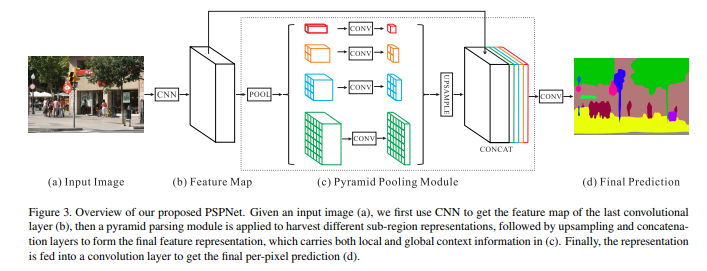 CNN
POOL
CONV
CONV
CONV
CONV
UPSAMPLE
CONCAT
CONV
(a) Input Image
(b) Feature Map
(c) Pyramid Pooling Module
(d) Final Prediction
Figure 3. Overview of our proposed PSPNet. Given an input image (a), we first use CNN to get the feature map of the last convolutional
layer (b), then a pyramid parsing module is applied to harvest different sub-region representations, followed by upsampling and concatena-
tion layers to form the final feature representation, which carries both local and global context information in (c). Finally, the representation
is fed into a convolution layer to get the final per-pixel prediction (d).